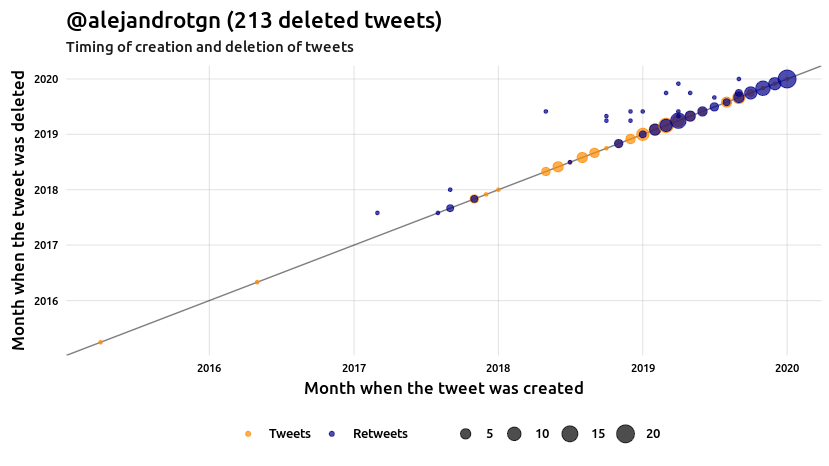 @alejandrotgn (213 deleted tweets)
Timing of creation and deletion of tweets
Month when the tweet was deleted
2020
2019
2018
2017
2016
2016 2017 2018 2019 2020
Month when the tweet was created
Tweets Retweets 5 10 15 20